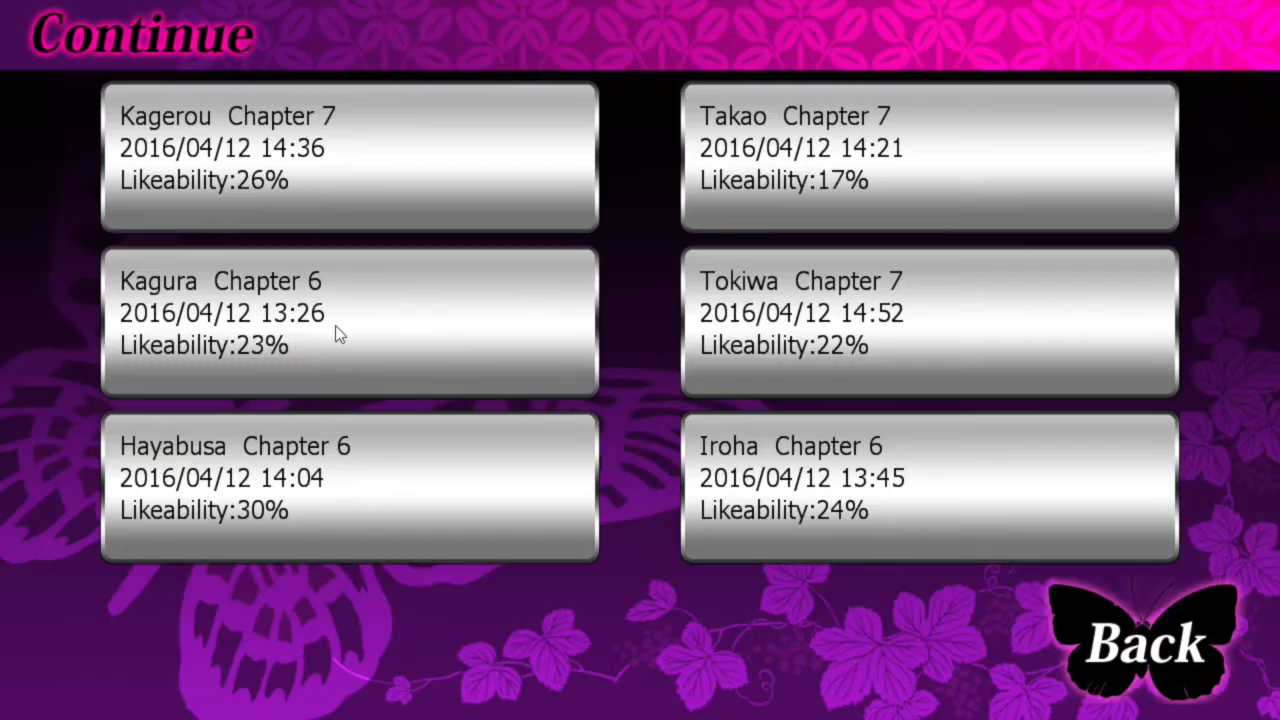 Continue
Kagerou Chapter 7
2016/04/12 14:36
Likeability:26%
Takao Chapter 7
2016/04/12 14:21
Likeability:17%
Kagura Chapter 6
2016/04/12 13:26
Likeability:23%
Tokiwa Chapter 7
2016/04/12 14:52
Likeability:22%
Hayabusa Chapter 6
2016/04/12 14:04
Likeability:30%
Iroha Chapter 6
2016/04/12 13:45
Likeability:24%
Back